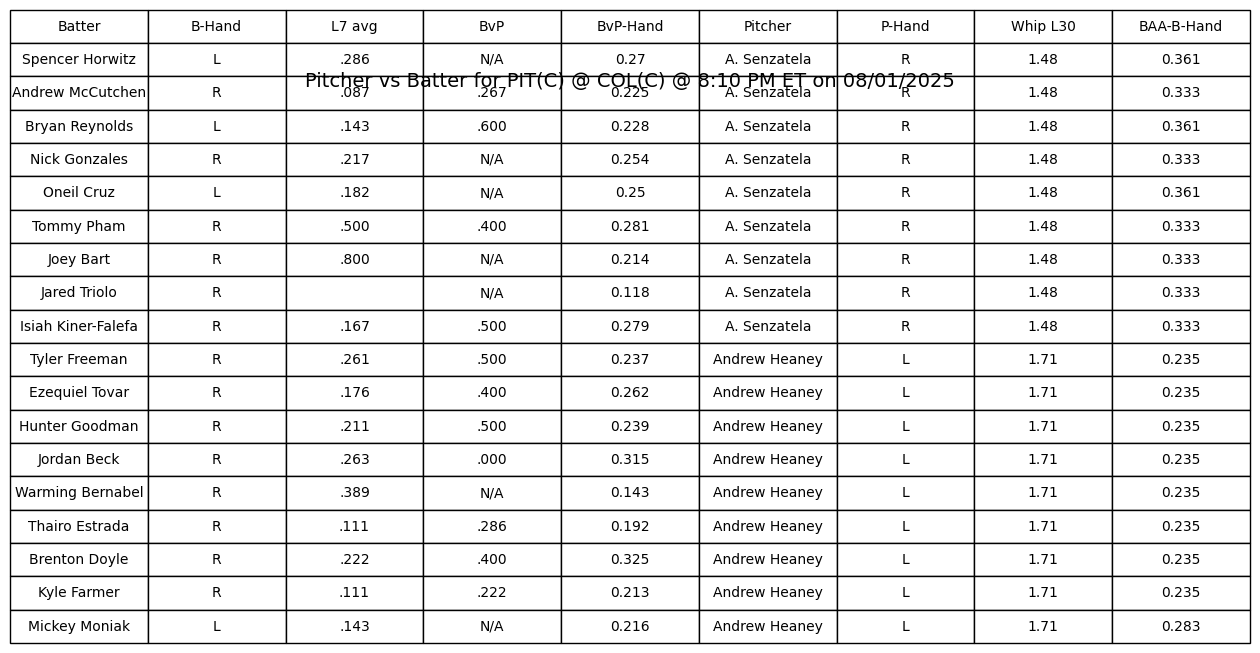 Batter B-Hand L7 avg BvP BvP-Hand Pitcher P-Hand Whip L30 BAA-B-Hand
Spencer Horwitz L .286 N/A 0.27 A. Senzatela R 1.48 0.361
Pitcher vs Batter for PIT(C) @ COL(C) @ 8:10 PM ET on 08/01/2025
Andrew McCutchen R .087 .267 0.225 A. Senzatela R 1.48 0.333
Bryan Reynolds L .143 .600 0.228 A. Senzatela R 1.48 0.361
Nick Gonzales R .217 N/A 0.254 A. Senzatela R 1.48 0.333
Oneil Cruz L .182 N/A 0.25 A. Senzatela R 1.48 0.361
Tommy Pham R .500 .400 0.281 A. Senzatela R 1.48 0.333
Joey Bart R .800 N/A 0.214 A. Senzatela R 1.48 0.333
Jared Triolo R N/A 0.118 A. Senzatela R 1.48 0.333
Isiah Kiner-Falefa R .167 .500 0.279 A. Senzatela R 1.48 0.333
Tyler Freeman R .261 .500 0.237 Andrew Heaney L 1.71 0.235
Ezequiel Tovar R .176 .400 0.262 Andrew Heaney L 1.71 0.235
Hunter Goodman R .211 .500 0.239 Andrew Heaney L 1.71 0.235
Jordan Beck R .263 .000 0.315 Andrew Heaney L 1.71 0.235
Warming Bernabel R .389 N/A 0.143 Andrew Heaney L 1.71 0.235
Thairo Estrada R .111 .286 0.192 Andrew Heaney L 1.71 0.235
Brenton Doyle R .222 .400 0.325 Andrew Heaney L 1.71 0.235
Kyle Farmer R .111 .222 0.213 Andrew Heaney L 1.71 0.235
Mickey Moniak L .143 N/A 0.216 Andrew Heaney L 1.71 0.283